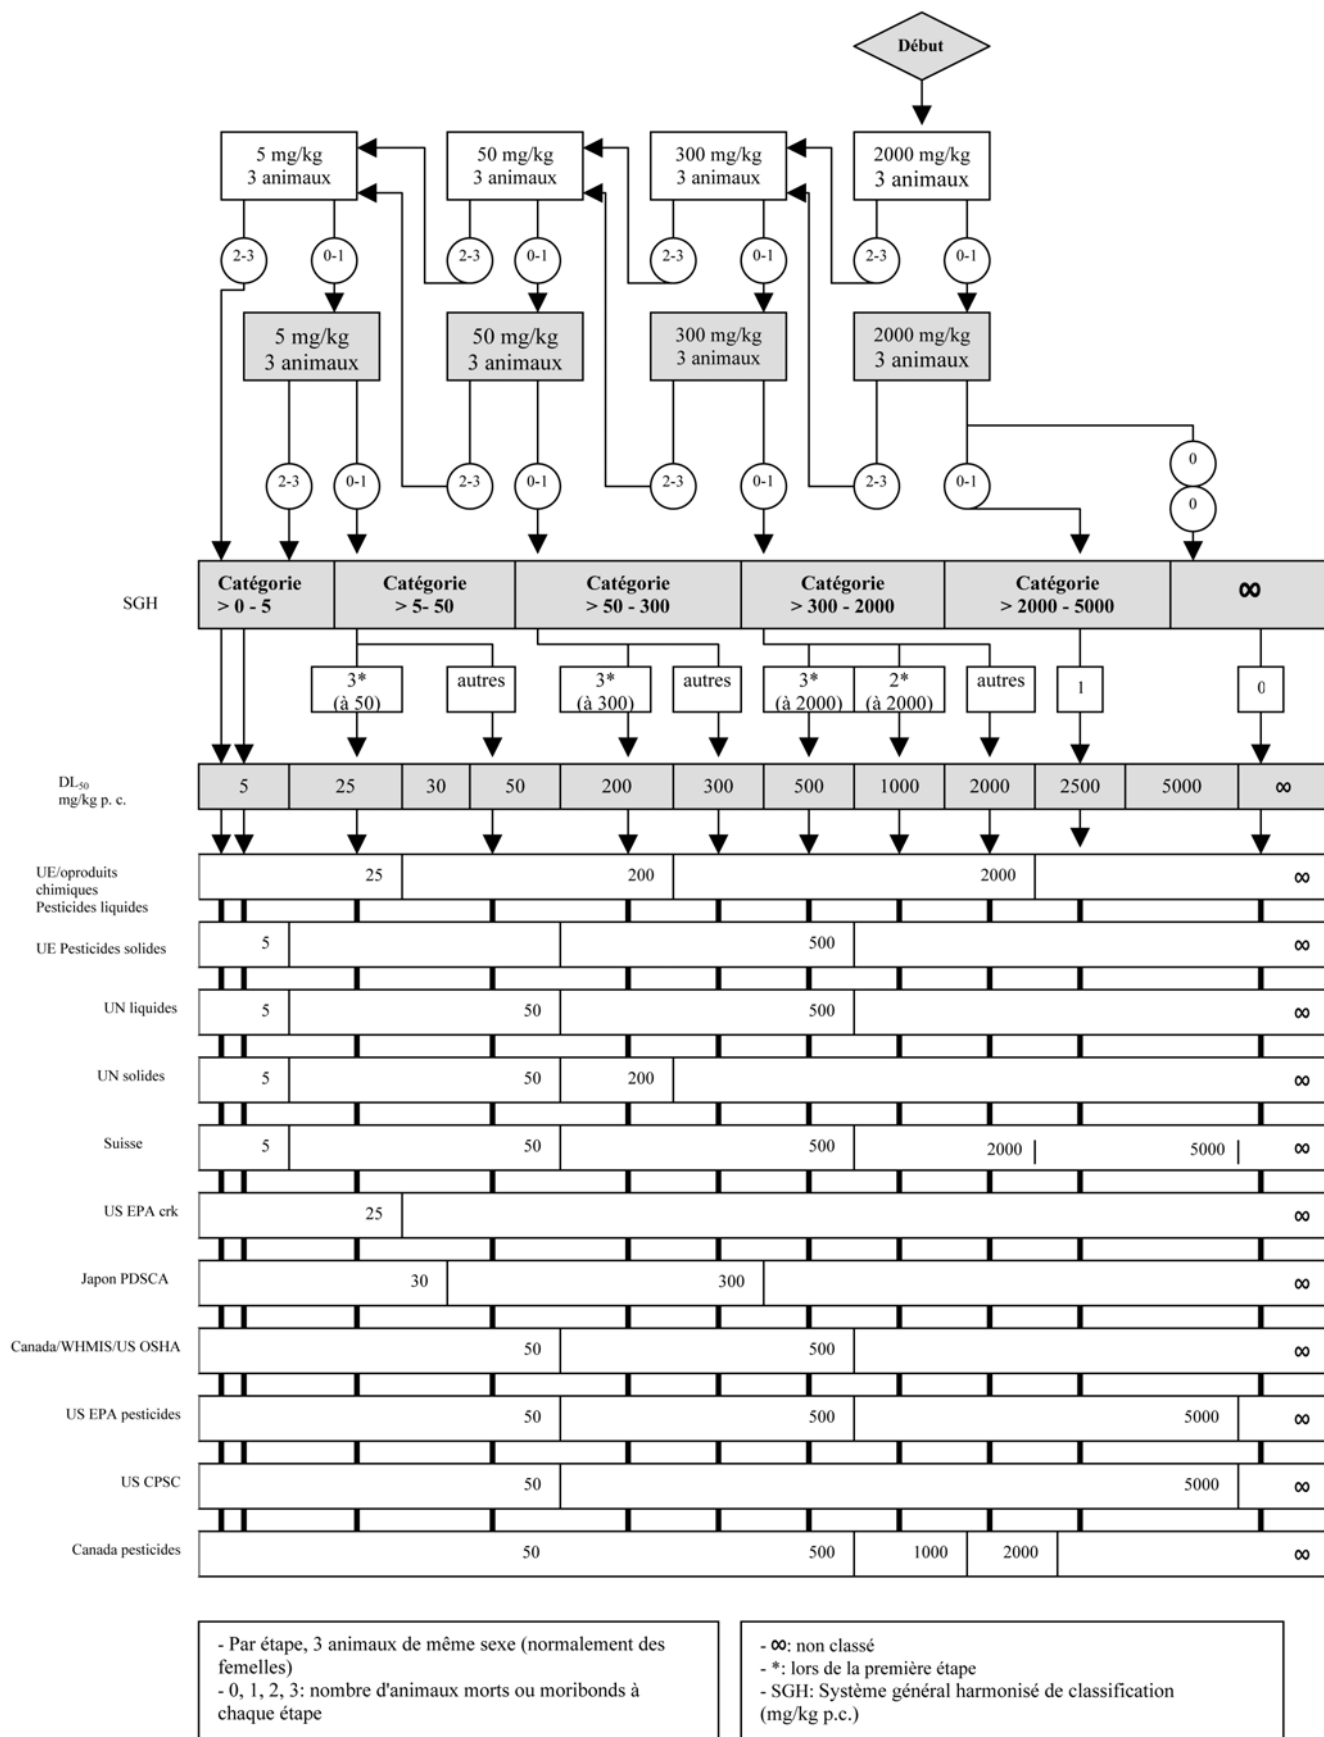 Début
5 mg/kg
3 animaux
50 mg/kg
3 animaux
300 mg/kg
3 animaux
2000 mg/kg
3 animaux
2-3
0-1
2-3
0-1
2-3
0-1
2-3
0-1
5 mg/kg
3 animaux
50 mg/kg
3 animaux
300 mg/kg
3 animaux
2000 mg/kg
3 animaux
2-3
0-1
2-3
0-1
2-3
0-1
2-3
0-1
0
0
SGH
Catégorie
> 0 - 5
Catégorie
> 5- 50
Catégorie
> 50 - 300
Catégorie
> 300 - 2000
Catégorie
> 2000 - 5000
∞
3*
(à 50)
autres
3*
(à 300)
autres
3*
(à 2000)
2*
(à 2000)
autres
1
0
DL₅₀
mg/kg p. c.
5 25 30 50 200 300 500 1000 2000 2500 5000 ∞
UE/oproduits
chimiques
Pesticides liquides
25 200 2000 ∞
UE Pesticides solides
5 500 ∞
UN liquides
5 50 500 ∞
UN solides
5 50 200 ∞
Suisse
5 50 500 2000 5000 ∞
US EPA crk
25 ∞
Japon PDSCA
30 300 ∞
Canada/WHMIS/US OSHA
50 500 ∞
US EPA pesticides
50 500 5000 ∞
US CPSC
50 5000 ∞
Canada pesticides
50 500 1000 2000 ∞
- Par étape, 3 animaux de même sexe (normalement des
femelles)
- 0, 1, 2, 3: nombre d'animaux morts ou moribonds à
chaque étape
- ∞: non classé
- *: lors de la première étape
- SGH: Système général harmonisé de classification
(mg/kg p.c.)